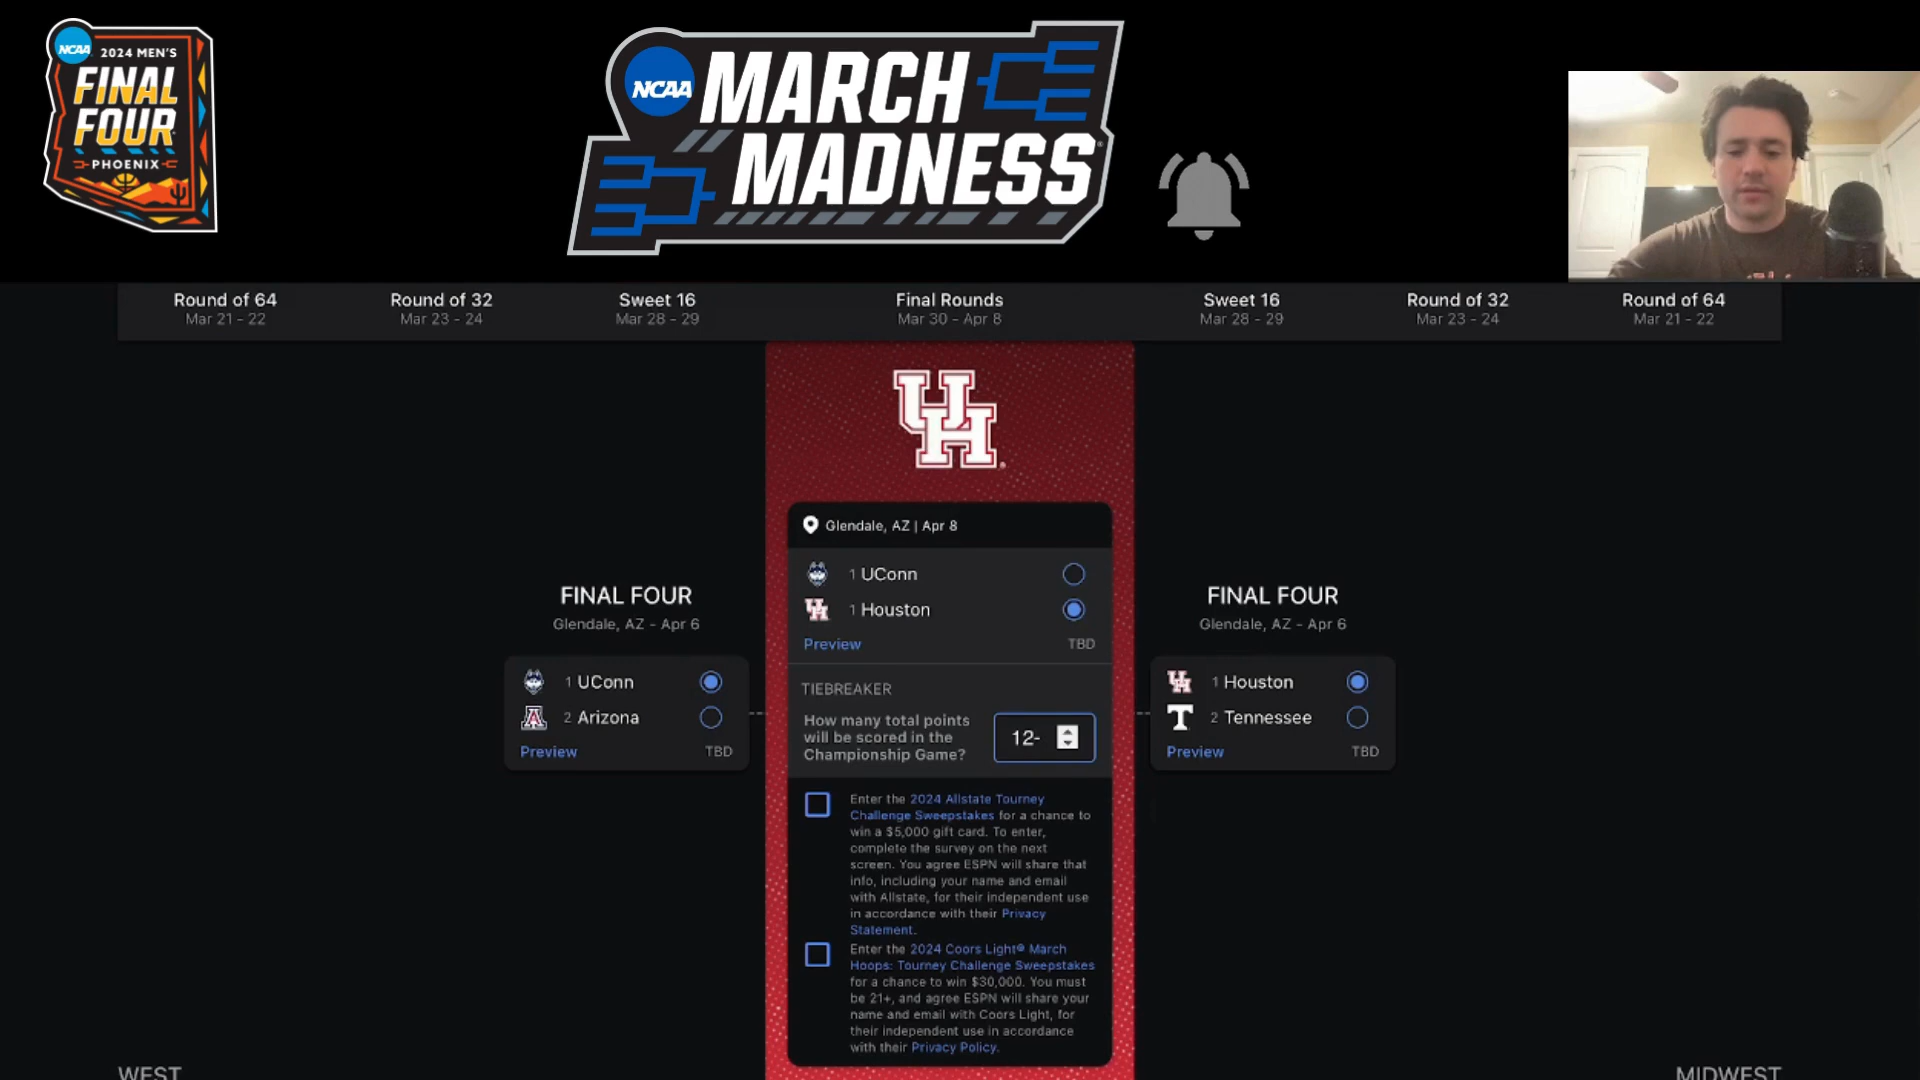 NCAA 2024 MEN'S
FINAL
FOUR
PHOENIX
NCAA MARCH
MADNESS
Round of 64
Mar 21 - 22
Round of 32
Mar 23 - 24
Sweet 16
Mar 28 - 29
Final Rounds
Mar 30 - Apr 8
Sweet 16
Mar 28 - 29
Round of 32
Mar 23 - 24
Round of 64
Mar 21 - 22
UH
Glendale, AZ | Apr 8
1 UConn
1 Houston
Preview TBD
TIEBREAKER
How many total points
will be scored in the
Championship Game?
12-
Enter the 2024 Allstate Tourney
Challenge Sweepstakes for a chance to
win a $5,000 gift card. To enter,
complete the survey on the next
screen. You agree ESPN will share that
info, including your name and email
with Allstate, for their independent use
in accordance with their Privacy
Statement.
Enter the 2024 Coors Light® March
Hoops: Tourney Challenge Sweepstakes
for a chance to win $30,000. You must
be 21+, and agree ESPN will share your
name and email with Coors Light, for
their independent use in accordance
with their Privacy Policy.
FINAL FOUR
Glendale, AZ - Apr 6
1 UConn
2 Arizona
Preview TBD
FINAL FOUR
Glendale, AZ - Apr 6
1 Houston
2 Tennessee
Preview TBD
WEST
MIDWEST